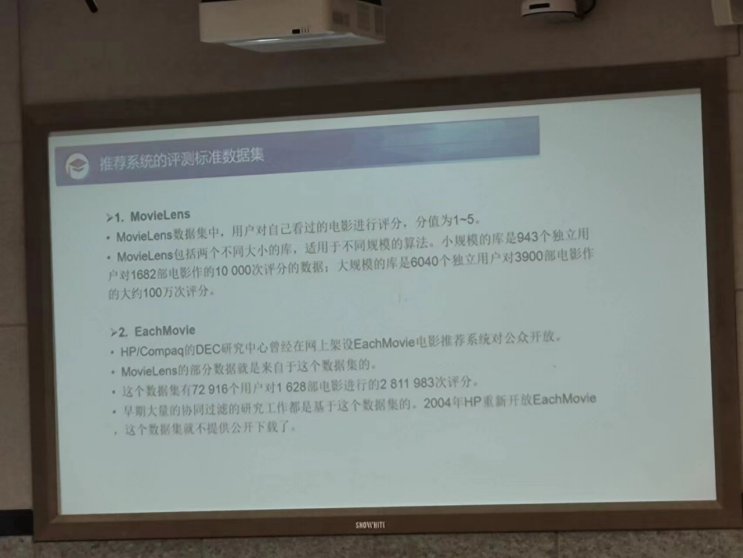 推荐系统的评测标准数据集
➢1. MovieLens
• MovieLens数据集中，用户对自己看过的电影进行评分，分值为1~5。
• MovieLens包括两个不同大小的库，适用于不同规模的算法。小规模的库是943个独立用
户对1682部电影作的10 000次评分的数据；大规模的库是6040个独立用户对3900部电影作
的大约100万次评分。
➢2. EachMovie
• HP/Compaq的DEC研究中心曾经在网上架设EachMovie电影推荐系统对公众开放。
• MovieLens的部分数据就是来自于这个数据集的。
• 这个数据集有72 916个用户对1 628部电影进行的2 811 983次评分。
• 早期大量的协同过滤的研究工作都是基于这个数据集的。2004年HP重新开放EachMovie
，这个数据集就不提供公开下载了。
SNOWHITE